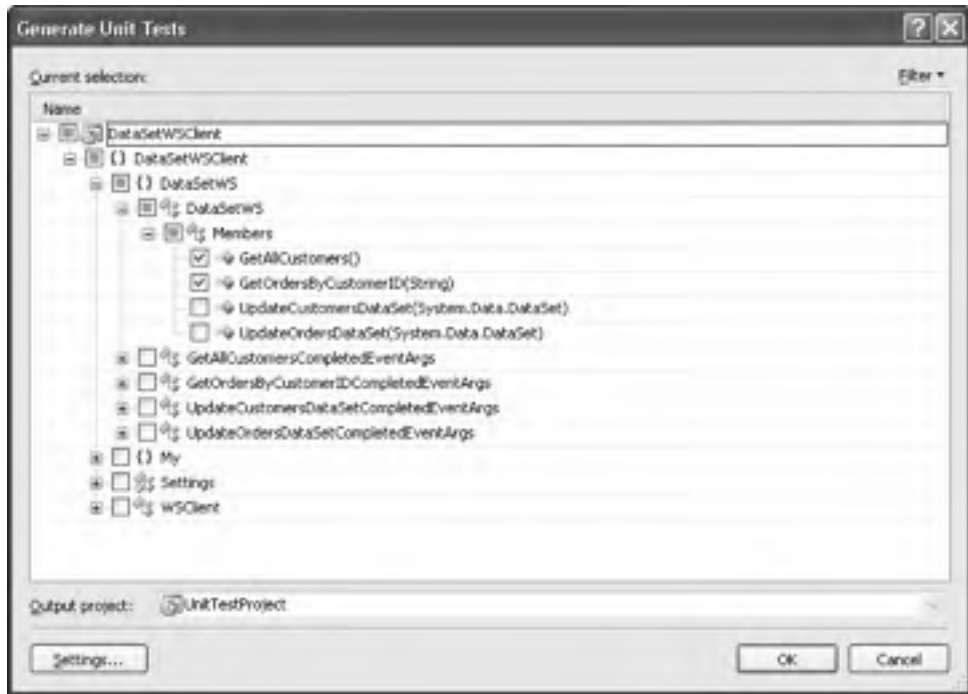 Generate Unit Tests
Current selection:
Filter
Name
DataSetWSClient
{} DataSetWSClient
{} DataSetWS
DataSetWS
Members
GetAllCustomers()
GetOrdersByCustomerID(String)
UpdateCustomersDataSet(System.Data.DataSet)
UpdateOrdersDataSet(System.Data.DataSet)
GetAllCustomersCompletedEventArgs
GetOrdersByCustomerIDCompletedEventArgs
UpdateCustomersDataSetCompletedEventArgs
UpdateOrdersDataSetCompletedEventArgs
{} My
Settings
WSClient
Output project: UnitTestProject
Settings... OK Cancel